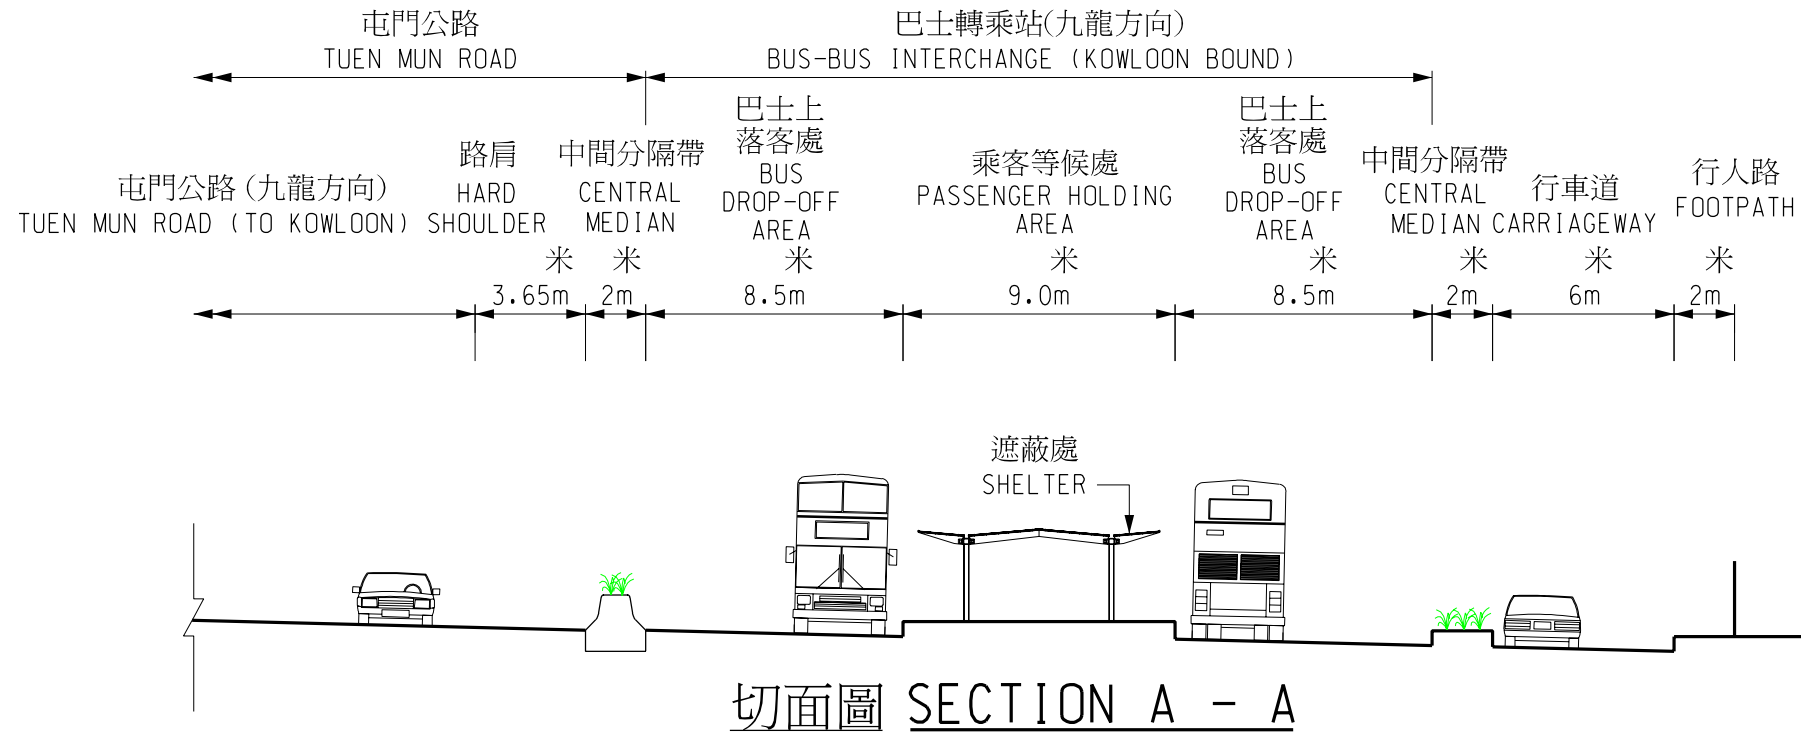 屯門公路
TUEN MUN ROAD
巴士轉乘站(九龍方向)
BUS-BUS INTERCHANGE (KOWLOON BOUND)
屯門公路 (九龍方向)
TUEN MUN ROAD (TO KOWLOON)
路肩
HARD
SHOULDER
米
3.65m
中間分隔帶
CENTRAL
MEDIAN
米
2m
巴士上
落客處
BUS
DROP-OFF
AREA
米
8.5m
乘客等候處
PASSENGER HOLDING
AREA
米
9.0m
巴士上
落客處
BUS
DROP-OFF
AREA
米
8.5m
中間分隔帶
CENTRAL
MEDIAN
米
2m
行車道
CARRIAGEWAY
米
6m
行人路
FOOTPATH
米
2m
遮蔽處
SHELTER
切面圖 SECTION A - A